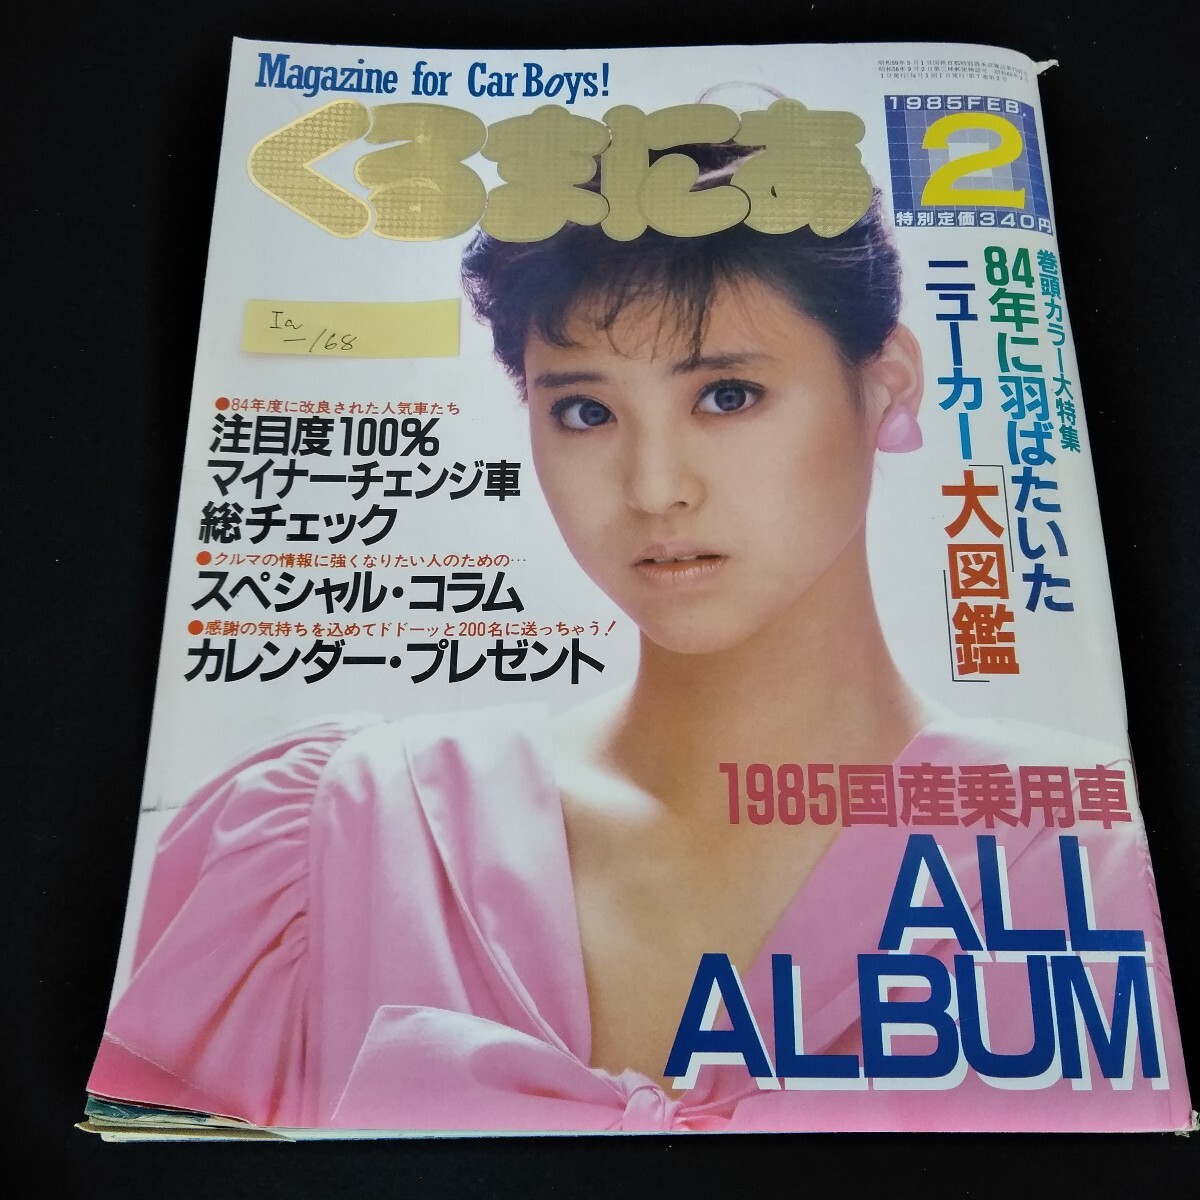 Magazine for Car Boys!
くるまにあ
1985 FEB.
2
特別定価340円
巻頭カラー大特集
84年に羽ばたいた
ニューカー「大図鑑」
Ia
-168
●84年度に改良された人気車たち
注目度100%
マイナーチェンジ車
総チェック
●クルマの情報に強くなりたい人のための…
スペシャル・コラム
●感謝の気持ちを込めてドドーッと200名に送っちゃう!
カレンダー・プレゼント
1985国産乗用車
ALL
ALBUM